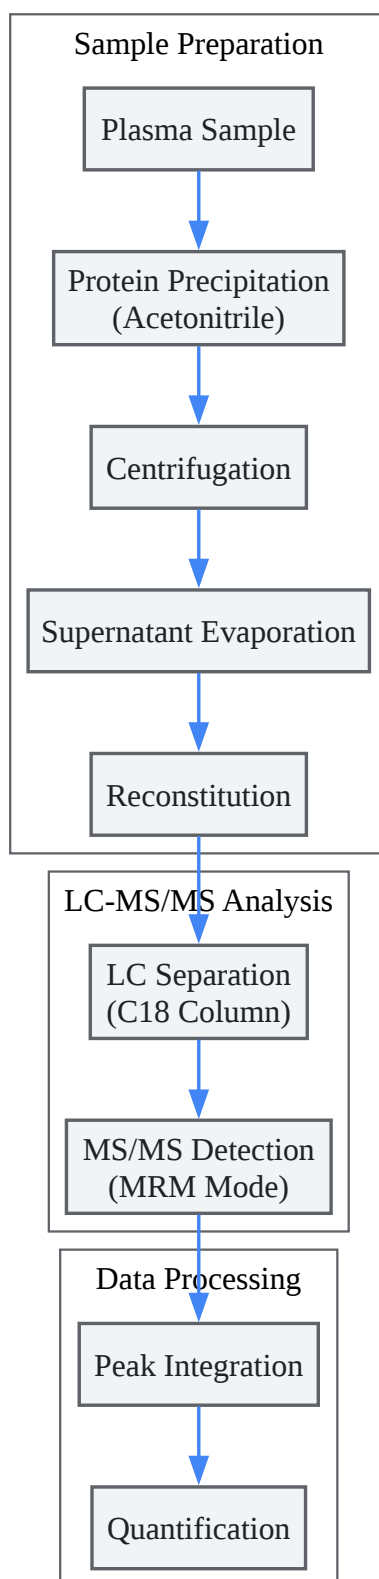 Sample Preparation
Plasma Sample
Protein Precipitation
(Acetonitrile)
Centrifugation
Supernatant Evaporation
Reconstitution
LC-MS/MS Analysis
LC Separation
(C18 Column)
MS/MS Detection
(MRM Mode)
Data Processing
Peak Integration
Quantification